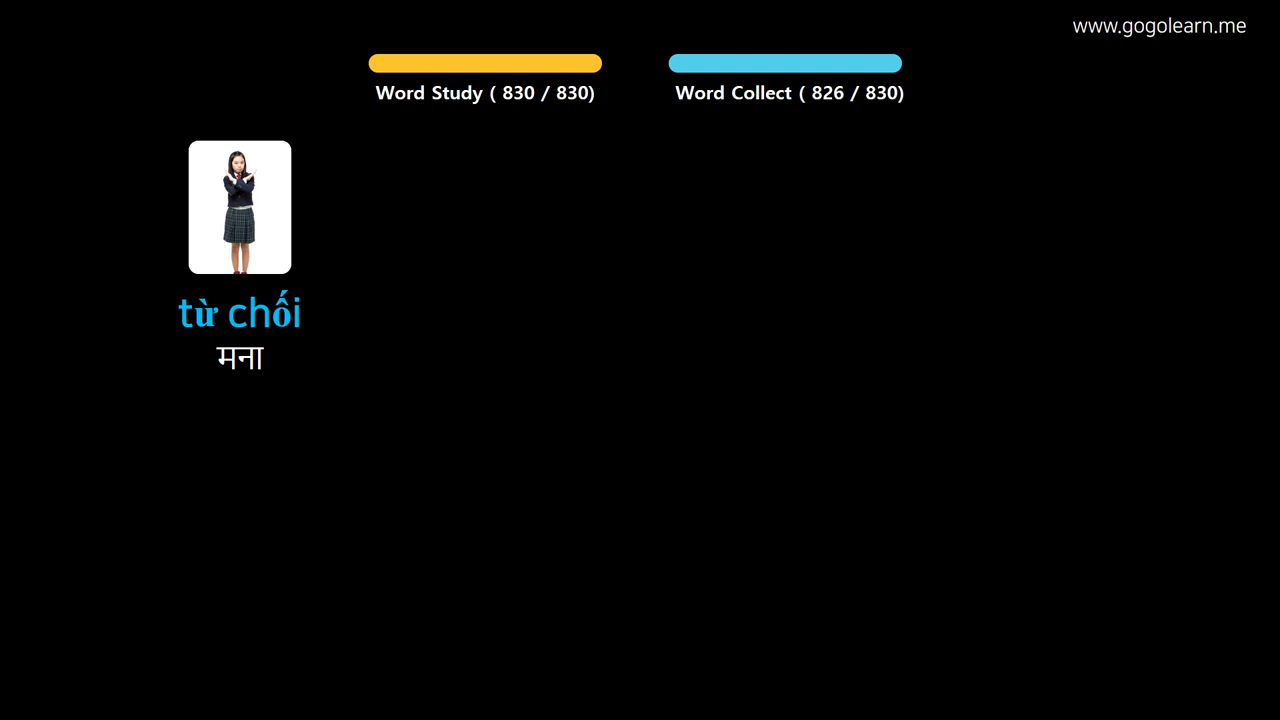 www.gogolearn.me
Word Study ( 830 / 830)
Word Collect ( 826 / 830)
từ chối
मना